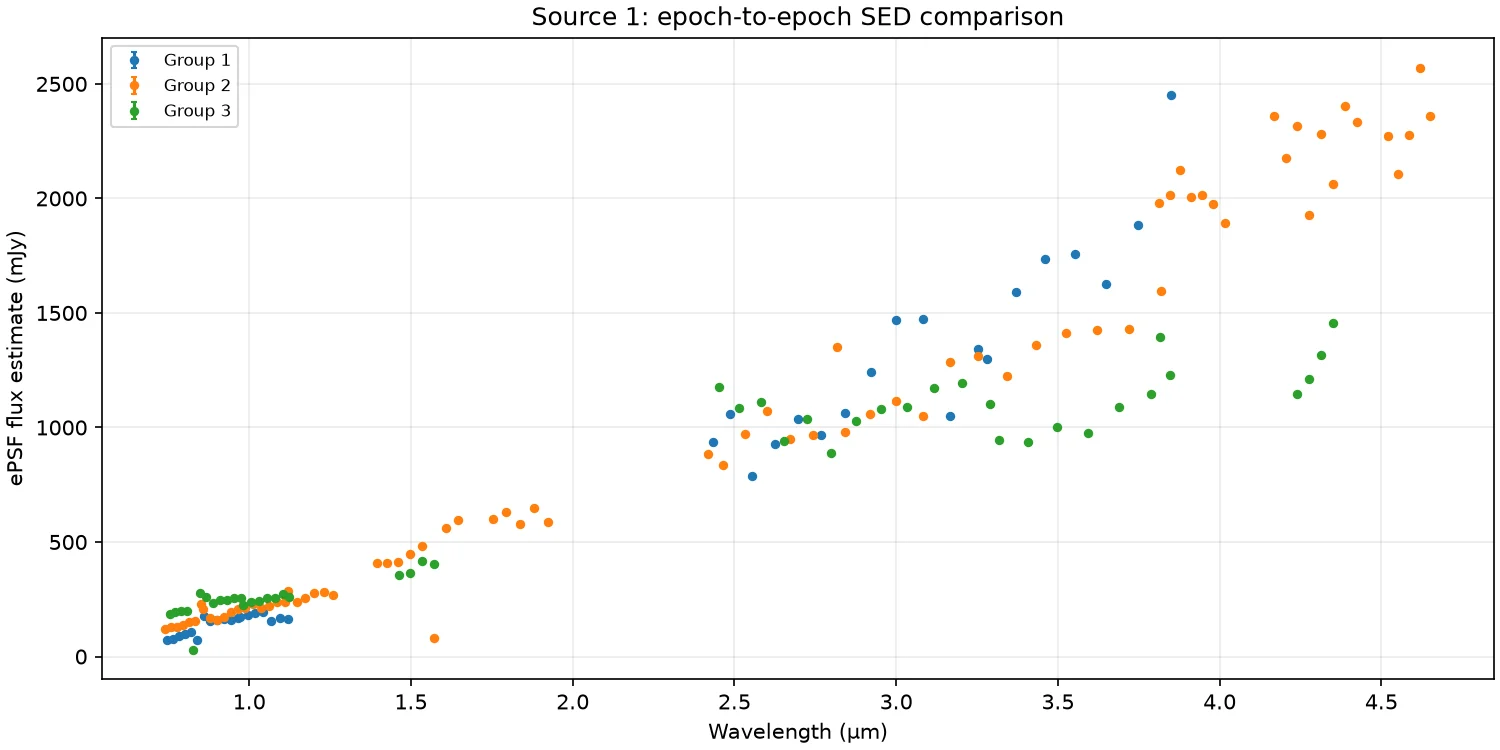 Source 1: epoch-to-epoch SED comparison
Group 1
Group 2
Group 3
ePSF flux estimate (mJy)
2500
2000
1500
1000
500
0
1.0 1.5 2.0 2.5 3.0 3.5 4.0 4.5
Wavelength (μm)